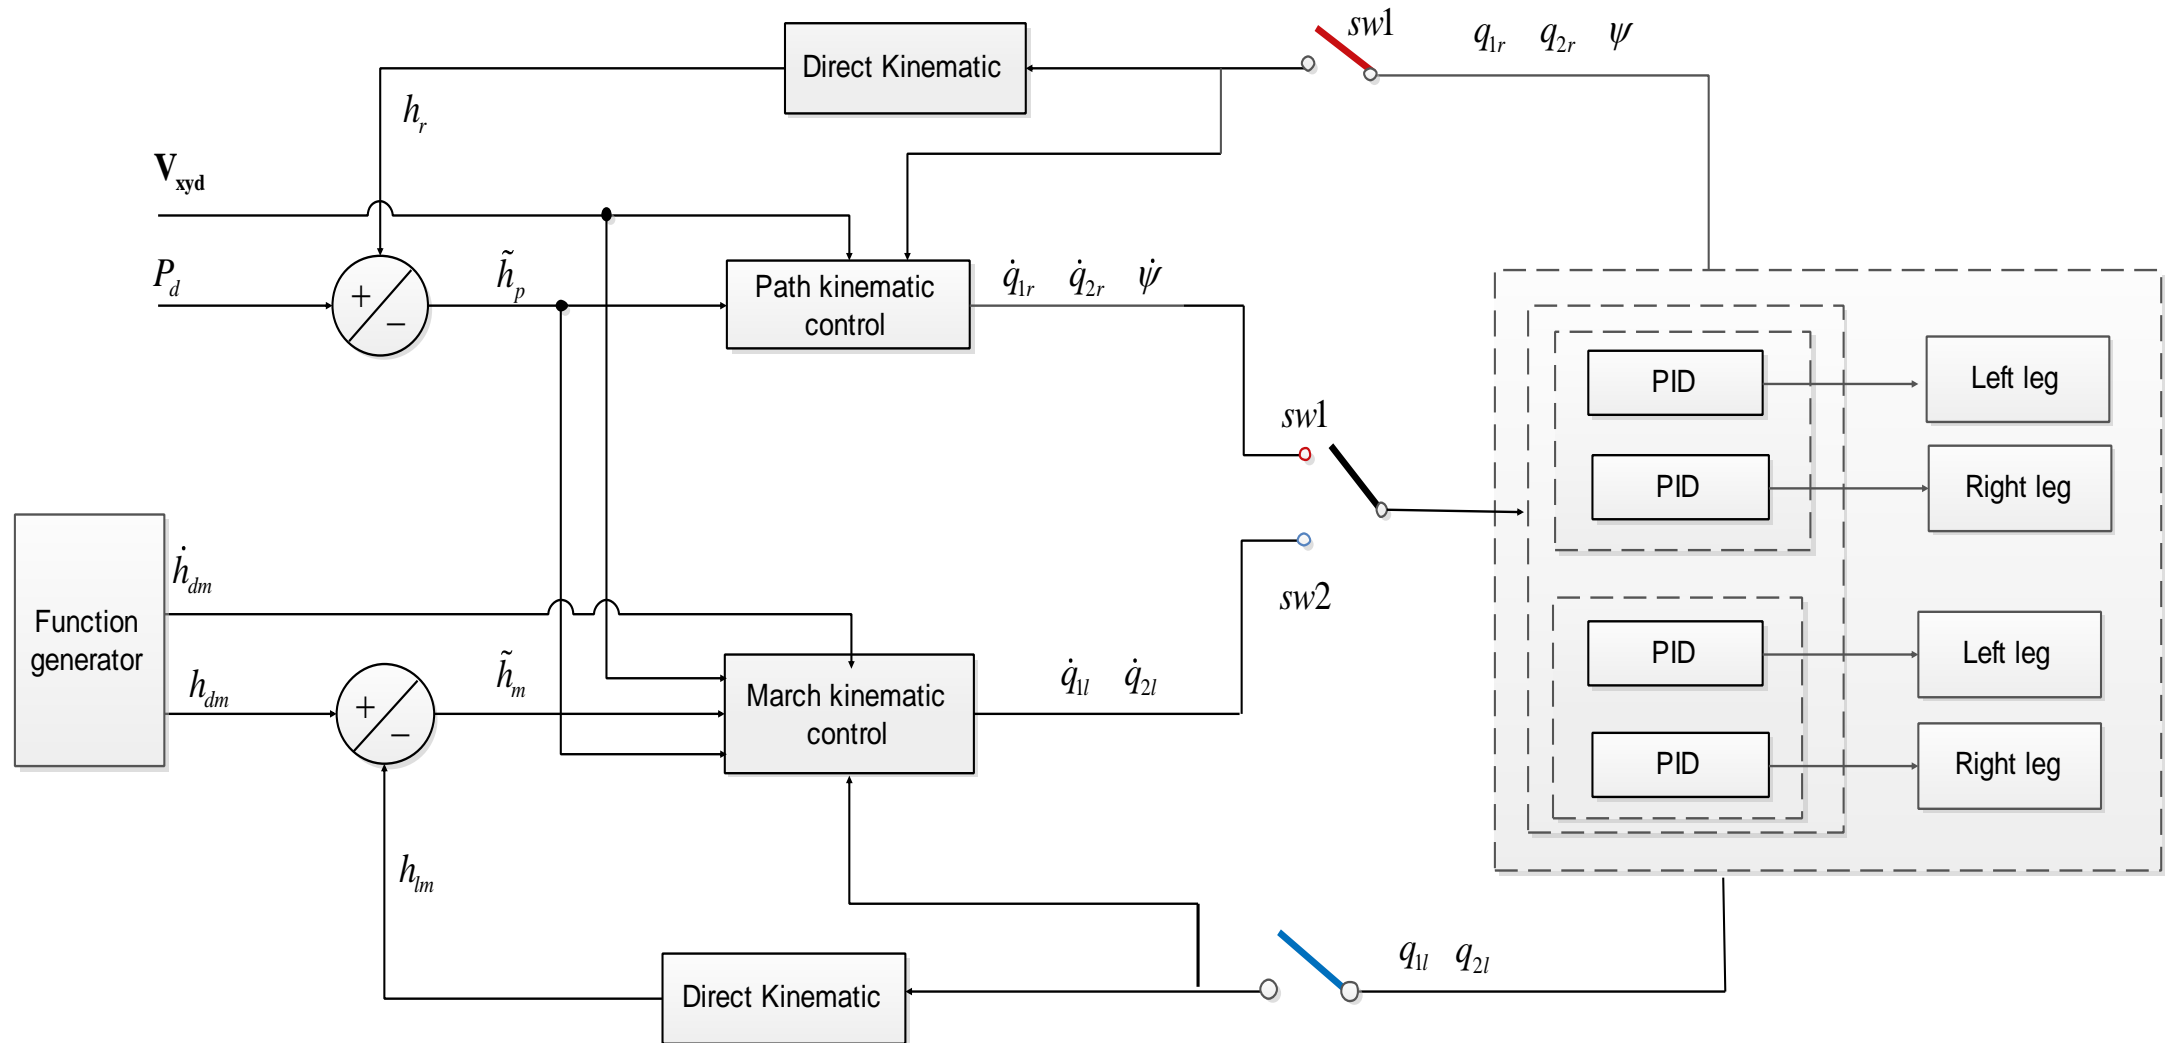 sw1
q1r q2r ψ
Direct Kinematic
hr
Vxyd
Pd
+
−
h̃p
Path kinematic
control
q̇1r q̇2r ψ̇
PID
Left leg
sw1
PID
Right leg
ḣdm
sw2
Function
generator
hdm
+
−
h̃m
March kinematic
control
q̇1l q̇2l
PID
Left leg
PID
Right leg
hlm
Direct Kinematic
q1l q2l